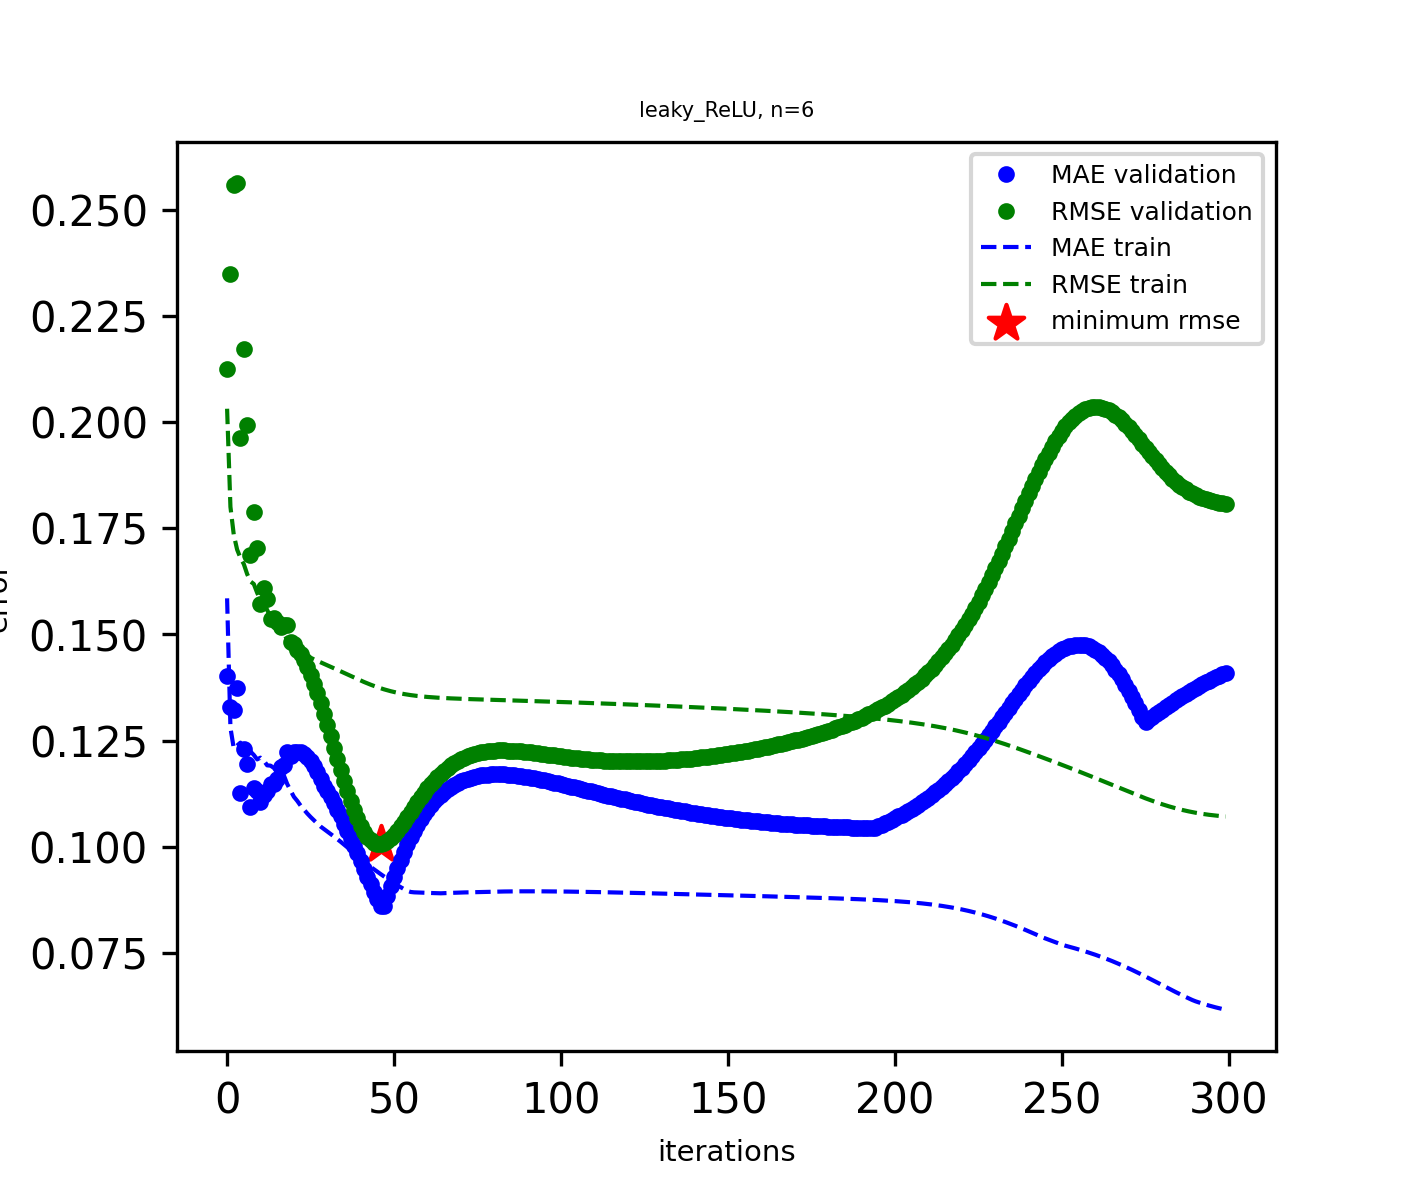 leaky_ReLU, n=6
MAE validation
RMSE validation
MAE train
RMSE train
minimum rmse
0.250
0.225
0.200
0.175
0.150
0.125
0.100
0.075
0 50 100 150 200 250 300
iterations